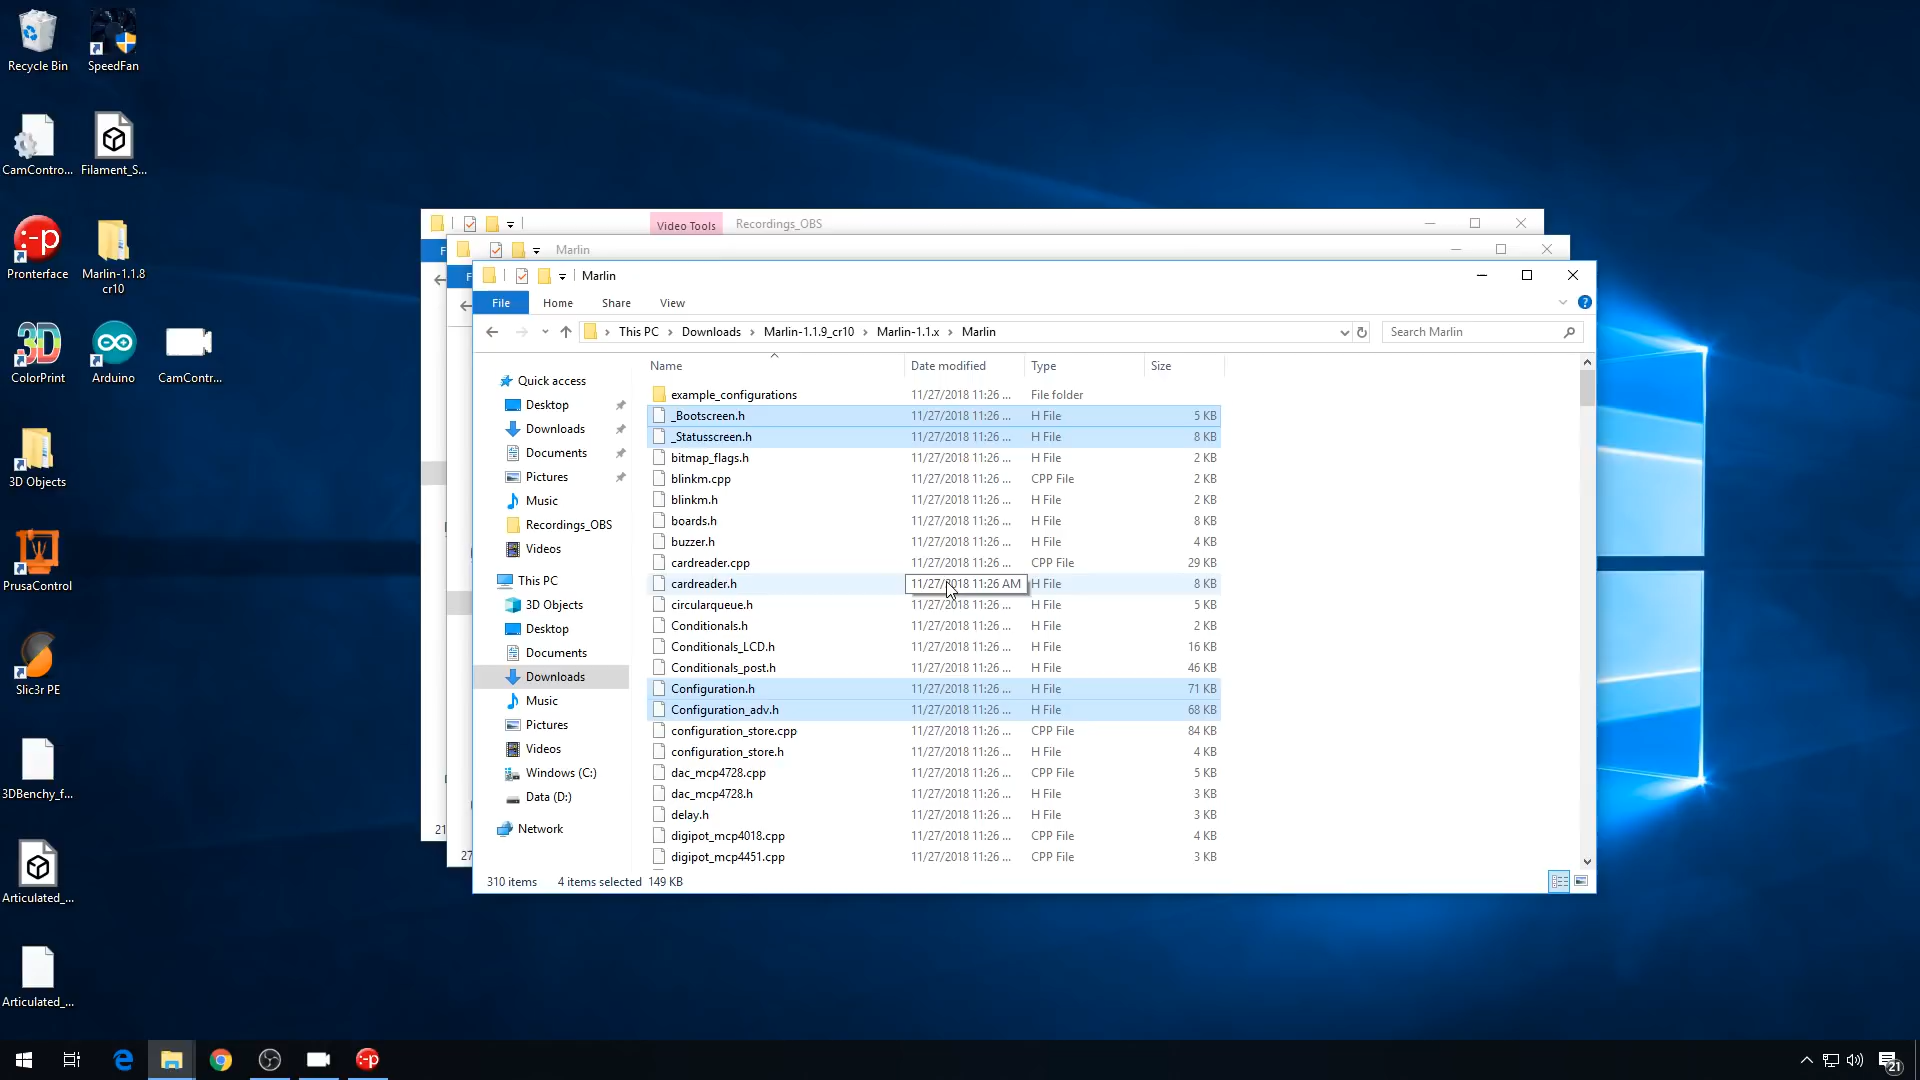 Recycle Bin
SpeedFan
CamContro...
Filament_S...
Pronterface
Marlin-1.1.8
cr10
3D
ColorPrint
Arduino
CamContr...
3D Objects
PrusaControl
Slic3r PE
3DBenchy_f...
Articulated_...
Articulated_...
Video Tools
Recordings_OBS
F
Marlin
F
21
27
Marlin
File
Home
Share
View
This PC
Downloads
Marlin-1.1.9_cr10
Marlin-1.1.x
Marlin
Search Marlin
Quick access
Desktop
Downloads
Documents
Pictures
Music
Recordings_OBS
Videos
This PC
3D Objects
Desktop
Documents
Downloads
Music
Pictures
Videos
Windows (C:)
Data (D:)
Network
Name Date modified Type Size
example_configurations 11/27/2018 11:26 ... File folder
_Bootscreen.h 11/27/2018 11:26 ... H File 5 KB
_Statusscreen.h 11/27/2018 11:26 ... H File 8 KB
bitmap_flags.h 11/27/2018 11:26 ... H File 2 KB
blinkm.cpp 11/27/2018 11:26 ... CPP File 2 KB
blinkm.h 11/27/2018 11:26 ... H File 2 KB
boards.h 11/27/2018 11:26 ... H File 8 KB
buzzer.h 11/27/2018 11:26 ... H File 4 KB
cardreader.cpp 11/27/2018 11:26 ... CPP File 29 KB
cardreader.h 11/27/2018 11:26 AM H File 8 KB
circularqueue.h 11/27/2018 11:26 ... H File 5 KB
Conditionals.h 11/27/2018 11:26 ... H File 2 KB
Conditionals_LCD.h 11/27/2018 11:26 ... H File 16 KB
Conditionals_post.h 11/27/2018 11:26 ... H File 46 KB
Configuration.h 11/27/2018 11:26 ... H File 71 KB
Configuration_adv.h 11/27/2018 11:26 ... H File 68 KB
configuration_store.cpp 11/27/2018 11:26 ... CPP File 84 KB
configuration_store.h 11/27/2018 11:26 ... H File 4 KB
dac_mcp4728.cpp 11/27/2018 11:26 ... CPP File 5 KB
dac_mcp4728.h 11/27/2018 11:26 ... H File 3 KB
delay.h 11/27/2018 11:26 ... H File 3 KB
digipot_mcp4018.cpp 11/27/2018 11:26 ... CPP File 4 KB
digipot_mcp4451.cpp 11/27/2018 11:26 ... CPP File 3 KB
310 items 4 items selected 149 KB
21